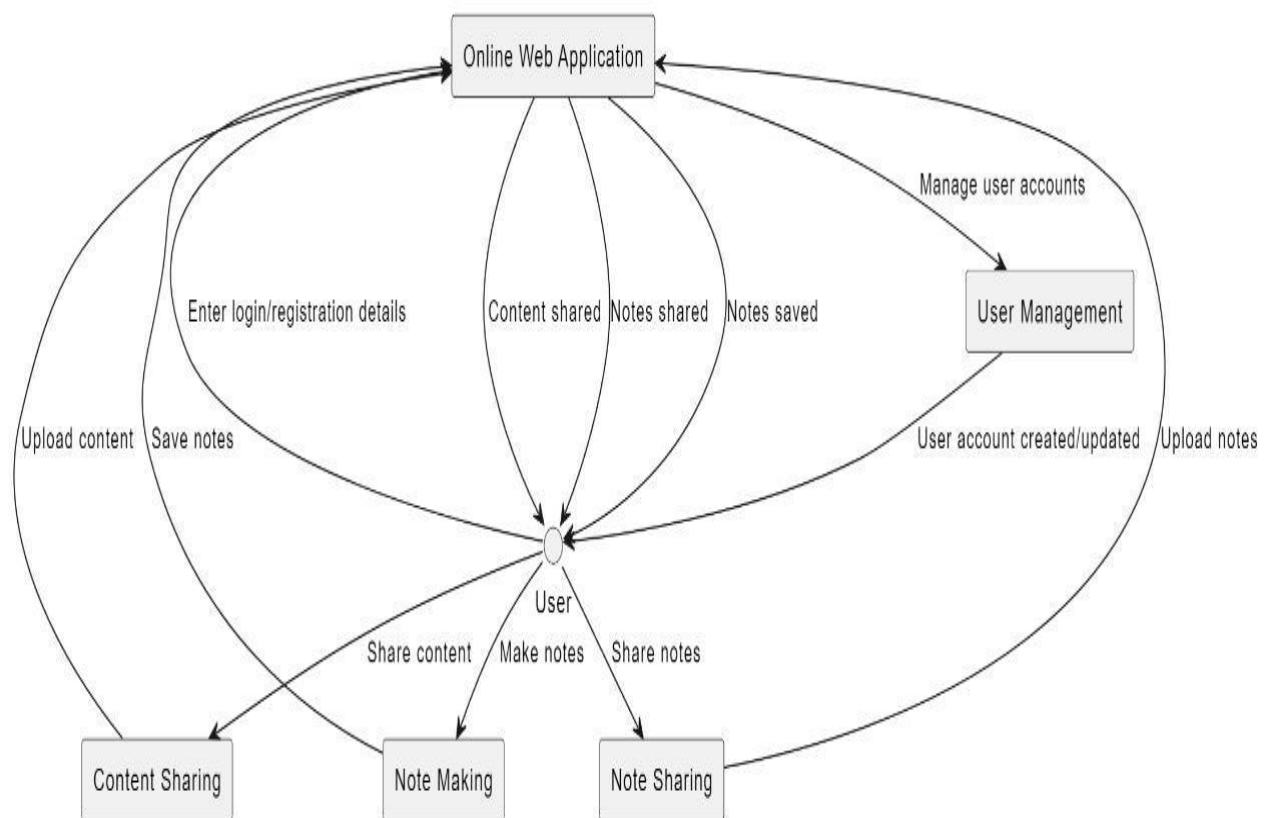 Online Web Application
Manage user accounts
Enter login/registration details
Content shared
Notes shared
Notes saved
User Management
Upload content
Save notes
User account created/updated
Upload notes
User
Share content
Make notes
Share notes
Content Sharing
Note Making
Note Sharing